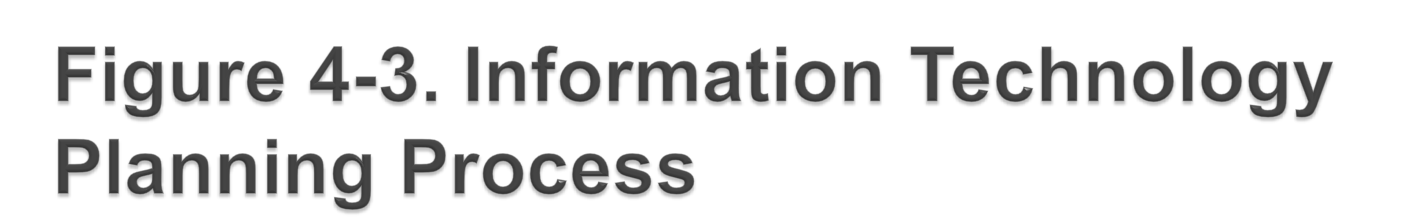 Figure 4-3. Information Technology
Planning Process